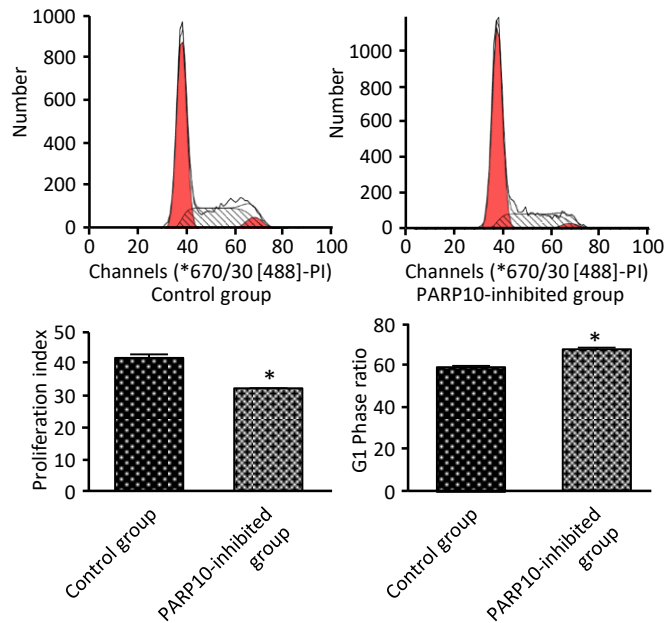 Number
1000
800
600
400
200
0
0 20 40 60 80 100
Channels (*670/30 [488]-PI)
Control group
Number
1000
800
600
400
200
0
0 20 40 60 80 100
Channels (*670/30 [488]-PI)
PARP10-inhibited group
Proliferation index
50
40
30
20
10
0
*
Control group
PARP10-inhibited
group
G1 Phase ratio
80
60
40
20
0
*
Control group
PARP10-inhibited
group